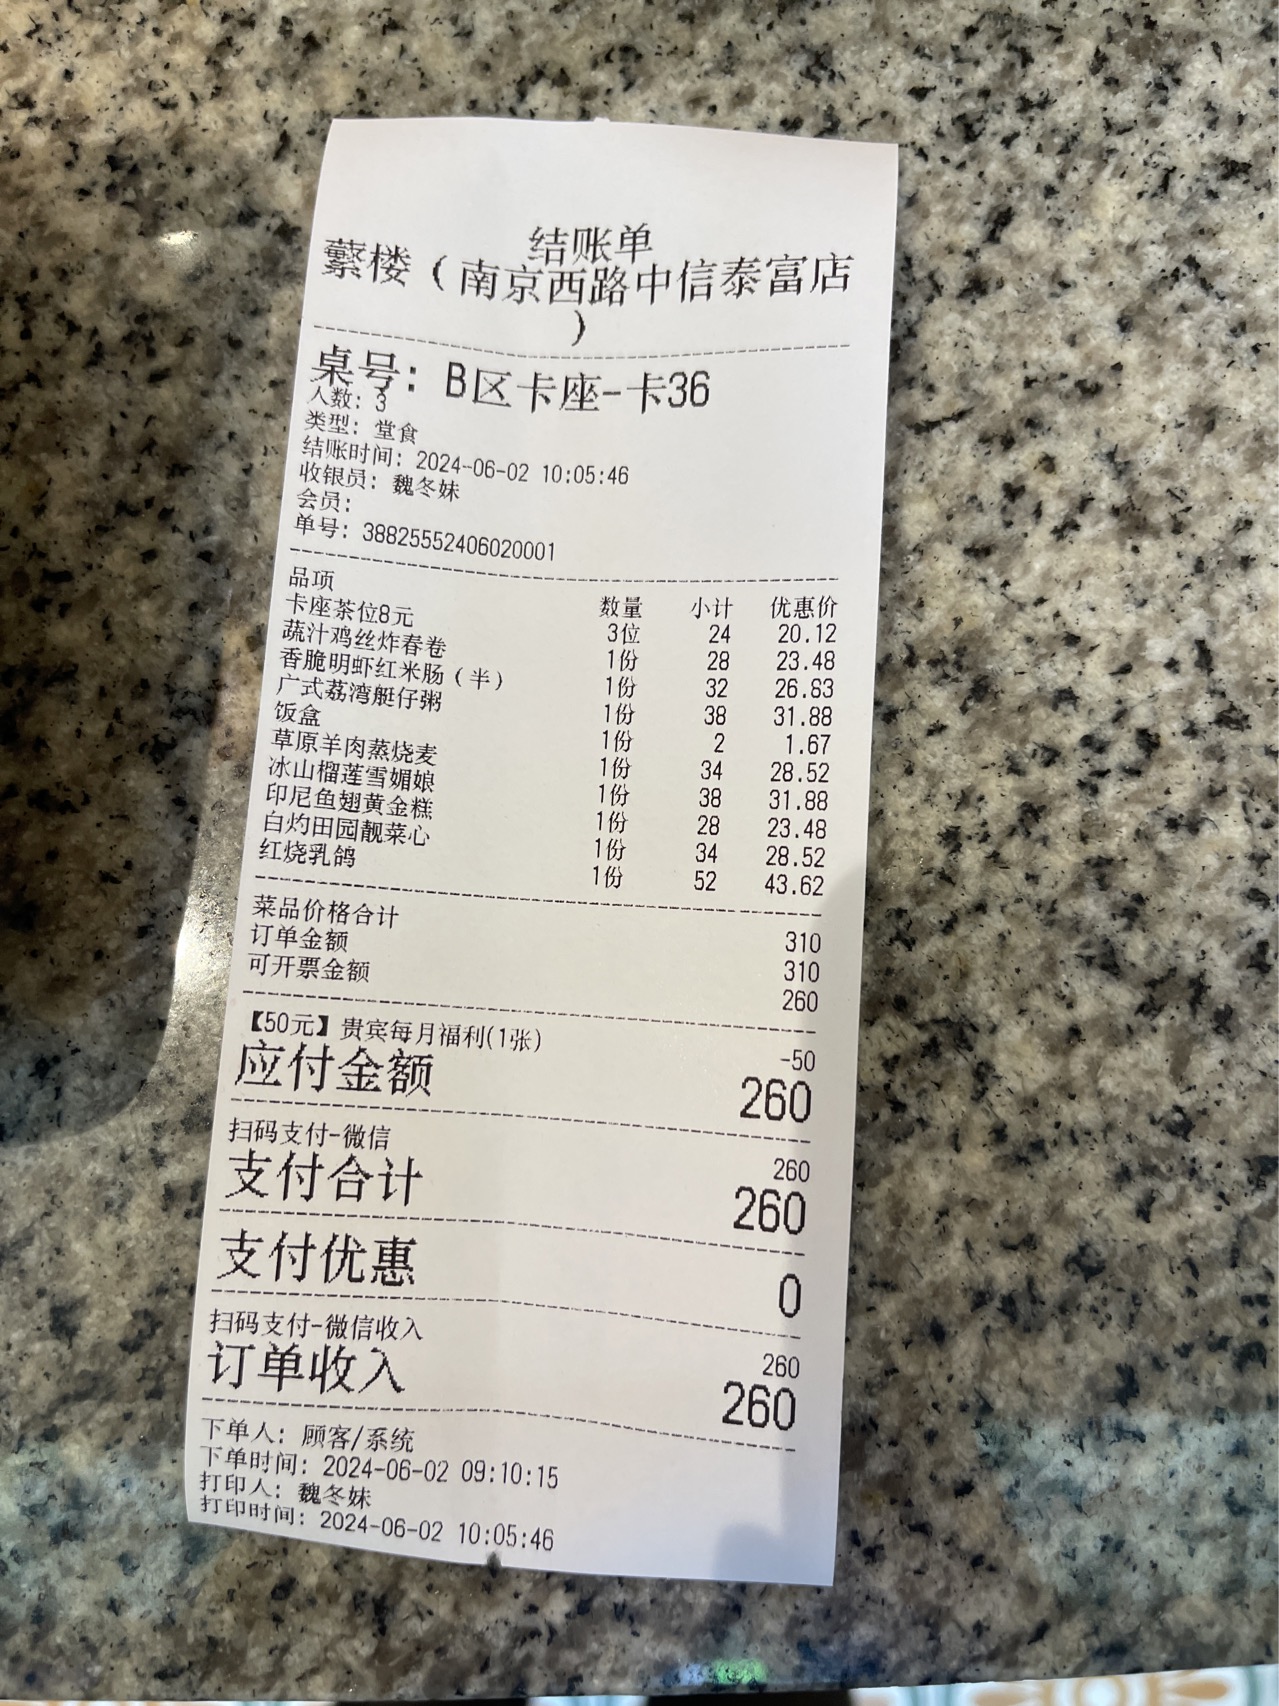 结账单
蘩楼（南京西路中信泰富店
）
桌号: B区卡座-卡36
人数: 3
类型: 堂食
结账时间: 2024-06-02 10:05:46
收银员: 魏冬妹
会员:
单号: 38825552406020001
品项 数量 小计 优惠价
卡座茶位8元 3位 24 20.12
蔬汁鸡丝炸春卷 1份 28 23.48
香脆明虾红米肠（半） 1份 32 26.83
广式荔湾艇仔粥 1份 38 31.88
饭盒 1份 2 1.67
草原羊肉蒸烧麦 1份 34 28.52
冰山榴莲雪媚娘 1份 38 31.88
印尼鱼翅黄金糕 1份 28 23.48
白灼田园靓菜心 1份 34 28.52
红烧乳鸽 1份 52 43.62
菜品价格合计 310
订单金额 310
可开票金额 260
【50元】贵宾每月福利(1张) -50
应付金额 260
扫码支付-微信 260
支付合计 260
支付优惠 0
扫码支付-微信收入 260
订单收入 260
下单人: 顾客/系统
下单时间: 2024-06-02 09:10:15
打印人: 魏冬妹
打印时间: 2024-06-02 10:05:46